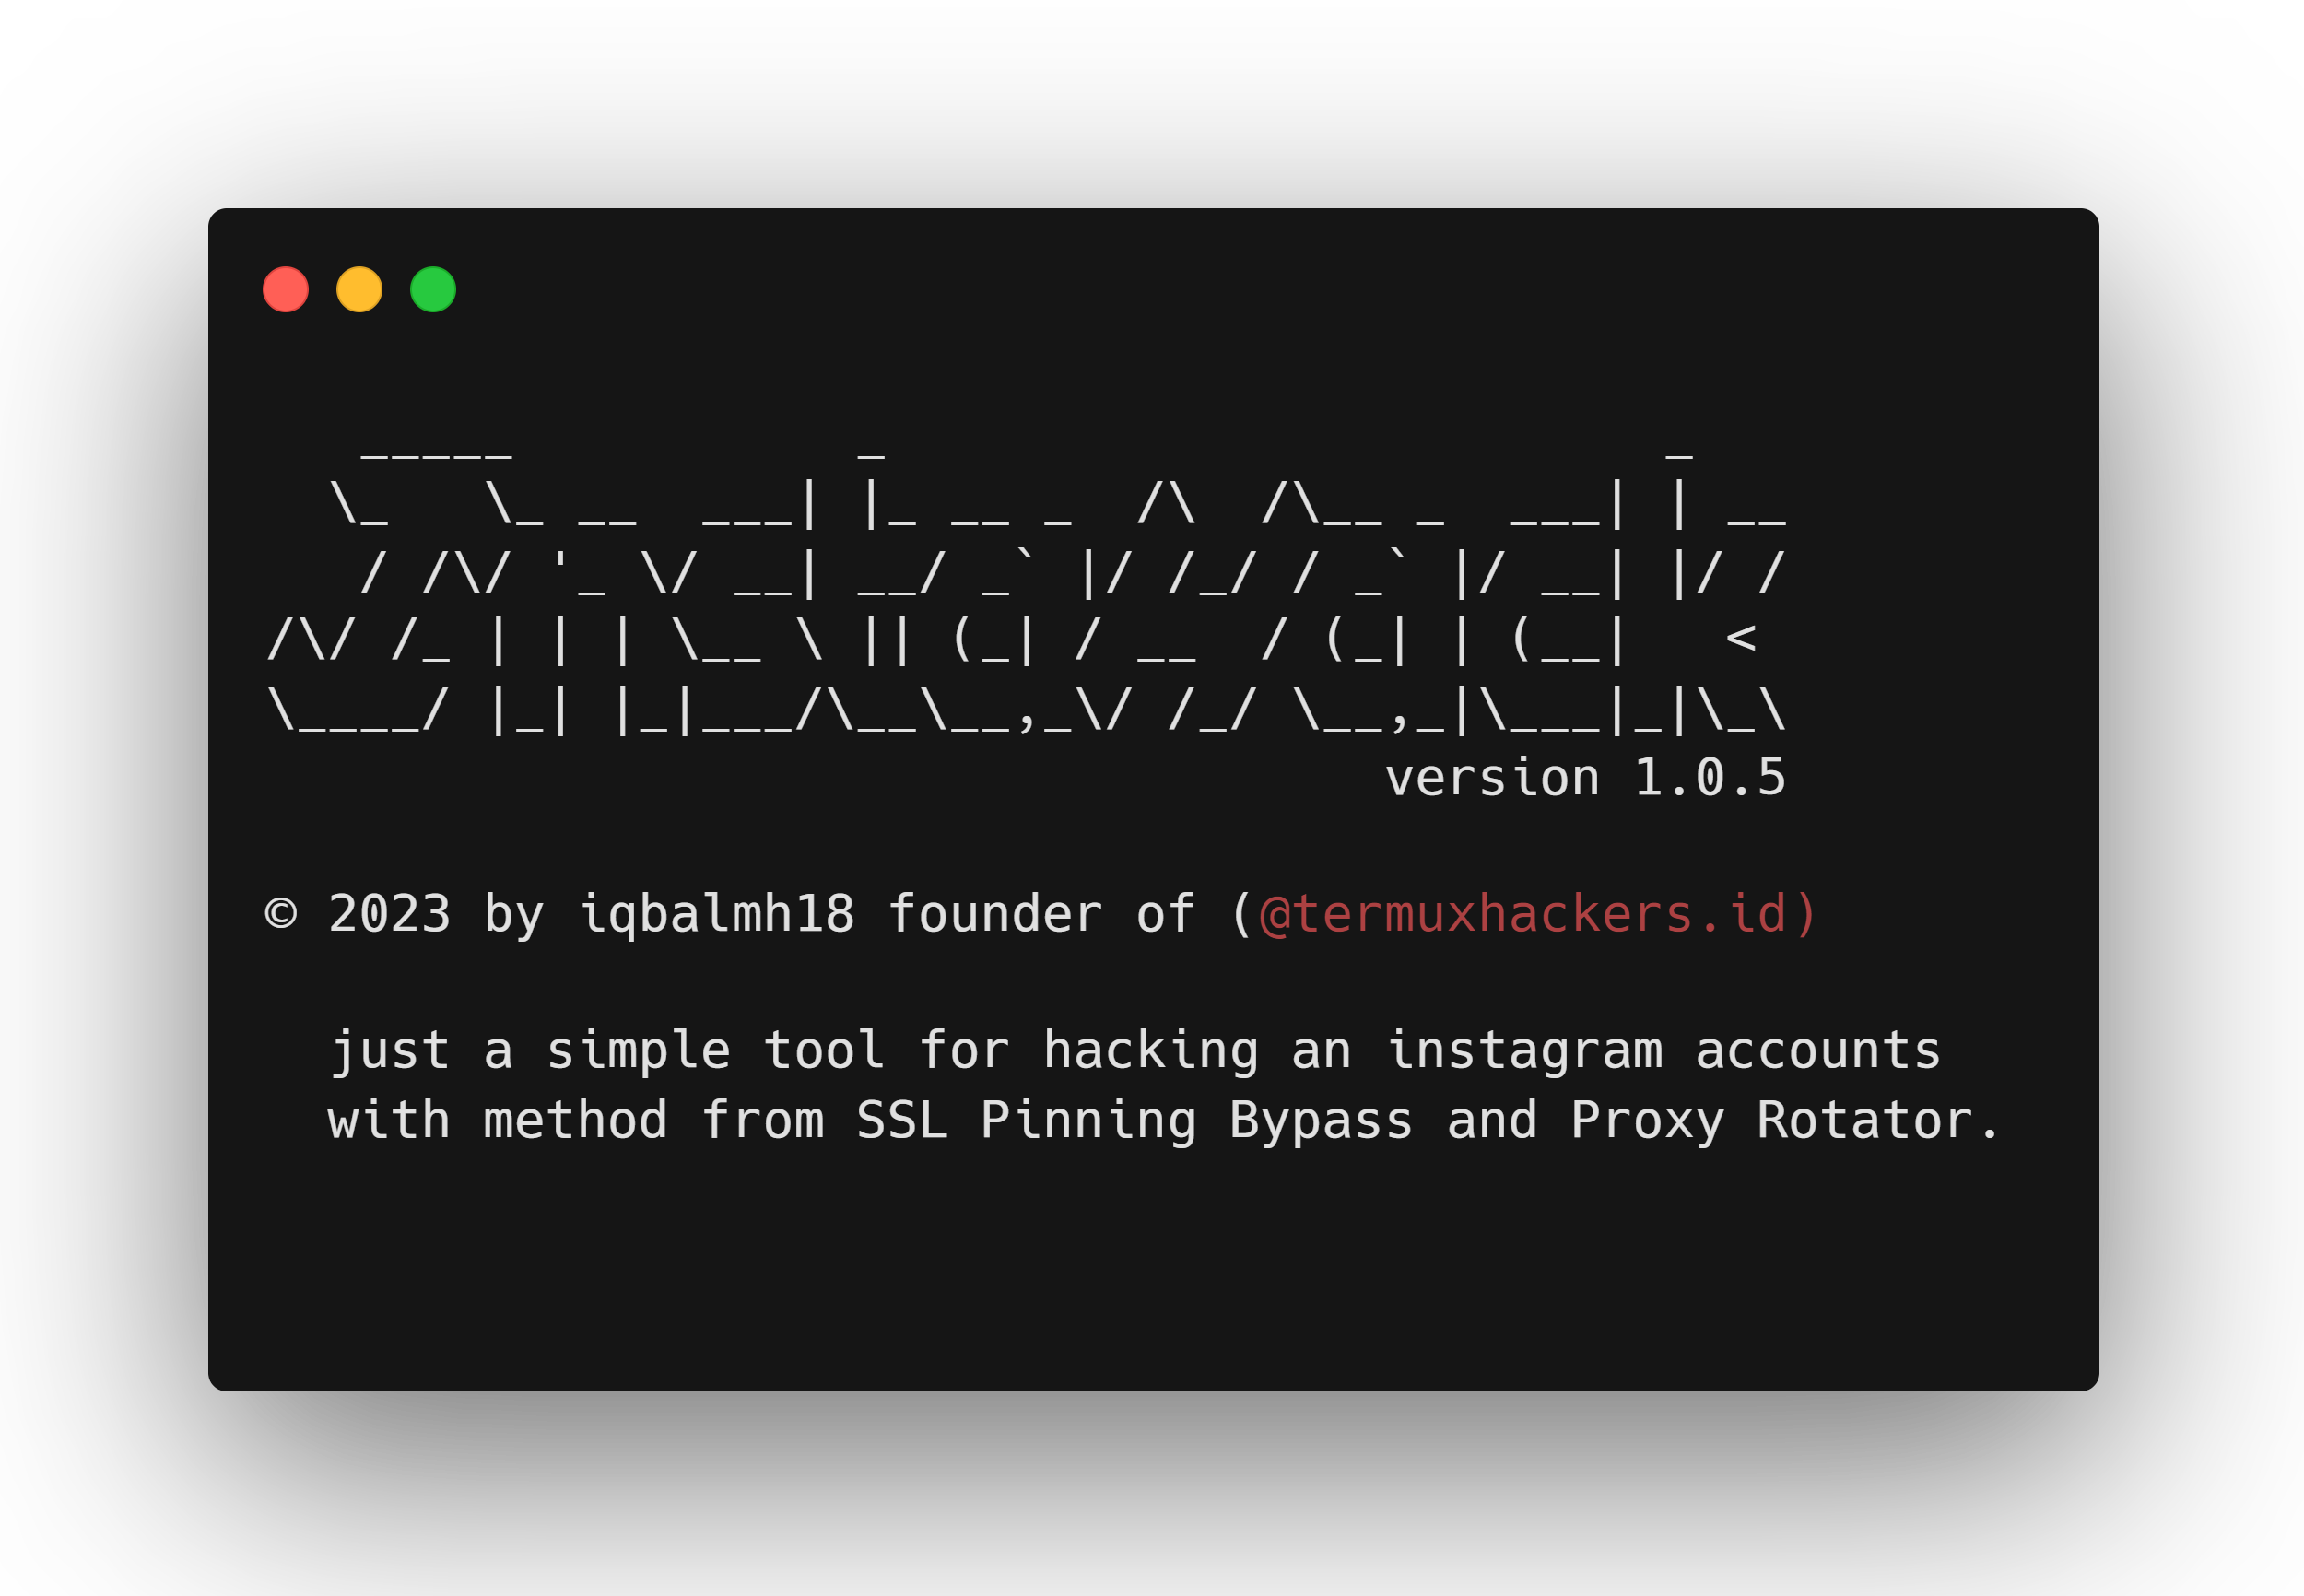 _____           _                         _
   \_   \_ __  ___| |_ __ _  /\  /\__ _  ___| | __
    / /\/ '_ \/ __| __/ _` |/ /_/ / _` |/ __| |/ /
 /\/ /_ | | | \__ \ || (_| / __  / (_| | (__|   <
 \____/ |_| |_|___/\__\__,_\/ /_/ \__,_|\___|_|\_\
version 1.0.5
© 2023 by iqbalmh18 founder of (@termuxhackers.id)
just a simple tool for hacking an instagram accounts
with method from SSL Pinning Bypass and Proxy Rotator.